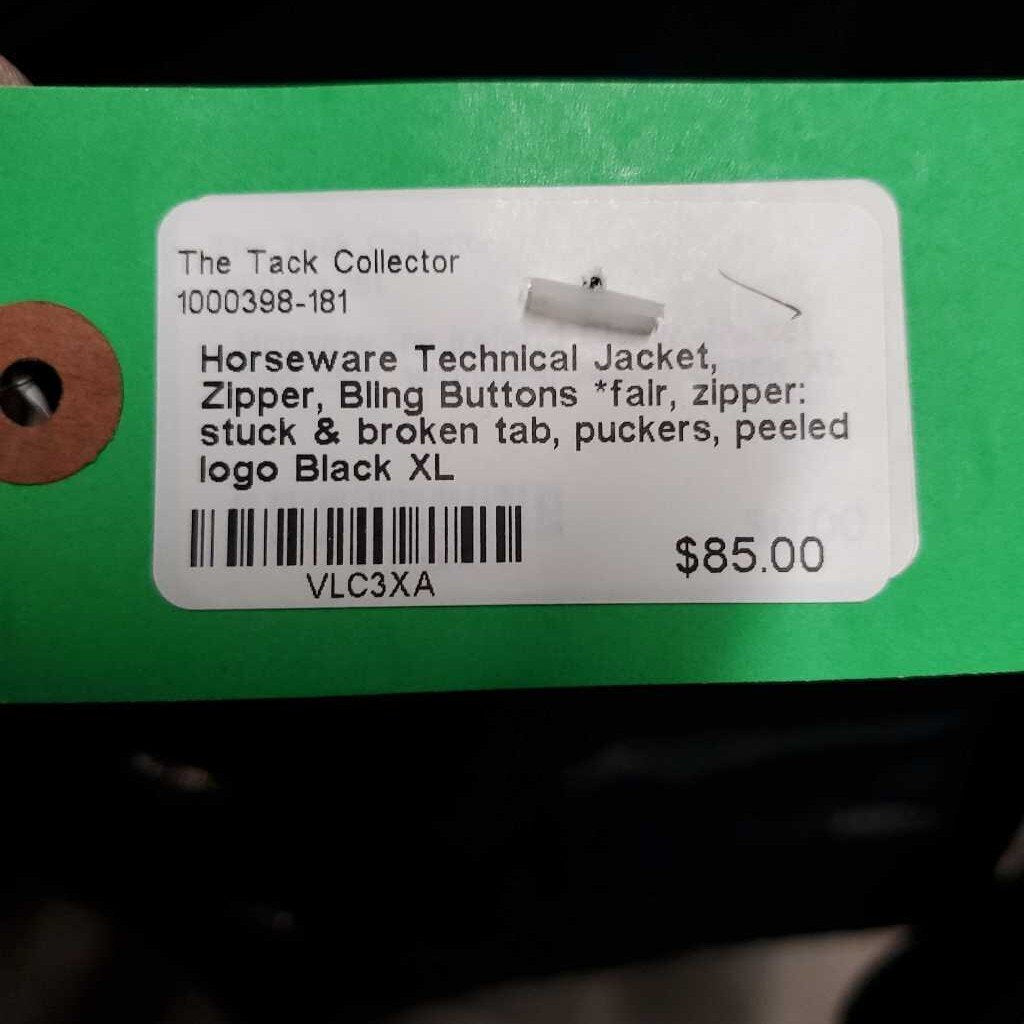 The Tack Collector
1000398-181
Horseware Technical Jacket,
Zipper, Bling Buttons *fair, zipper:
stuck & broken tab, puckers, peeled
logo Black XL
VLC3XA
$85.00